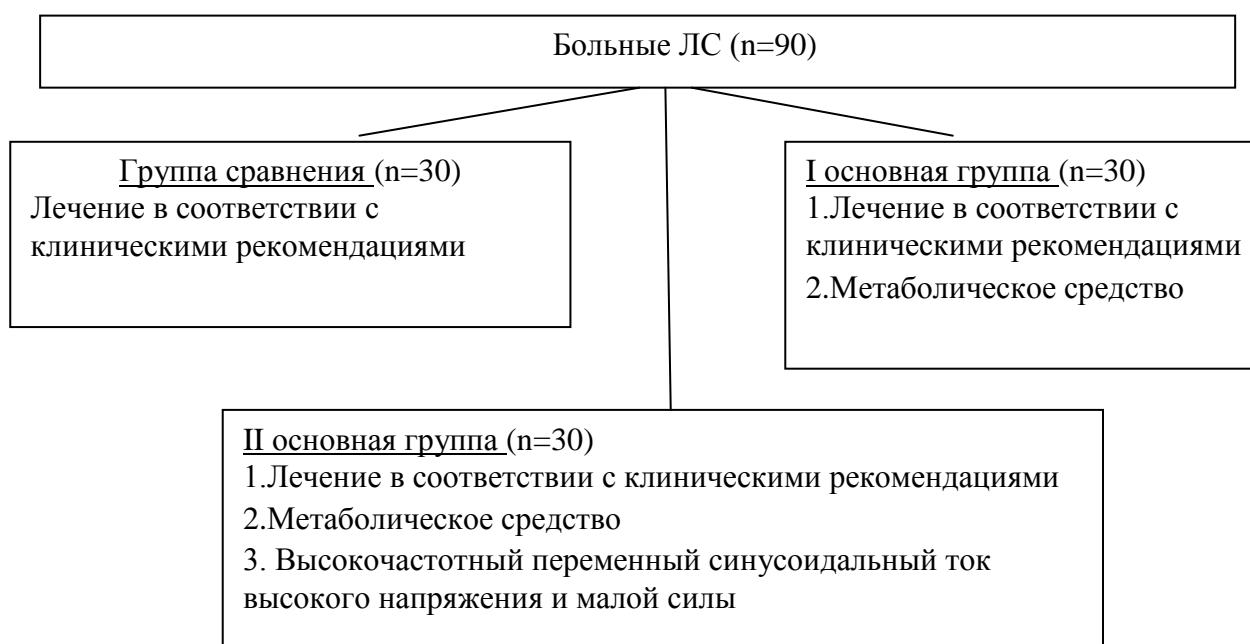 Больные ЛС (n=90)
Группа сравнения (n=30)
Лечение в соответствии с
клиническими рекомендациями
I основная группа (n=30)
1.Лечение в соответствии с
клиническими рекомендациями
2.Метаболическое средство
II основная группа (n=30)
1.Лечение в соответствии с клиническими рекомендациями
2.Метаболическое средство
3. Высокочастотный переменный синусоидальный ток
высокого напряжения и малой силы